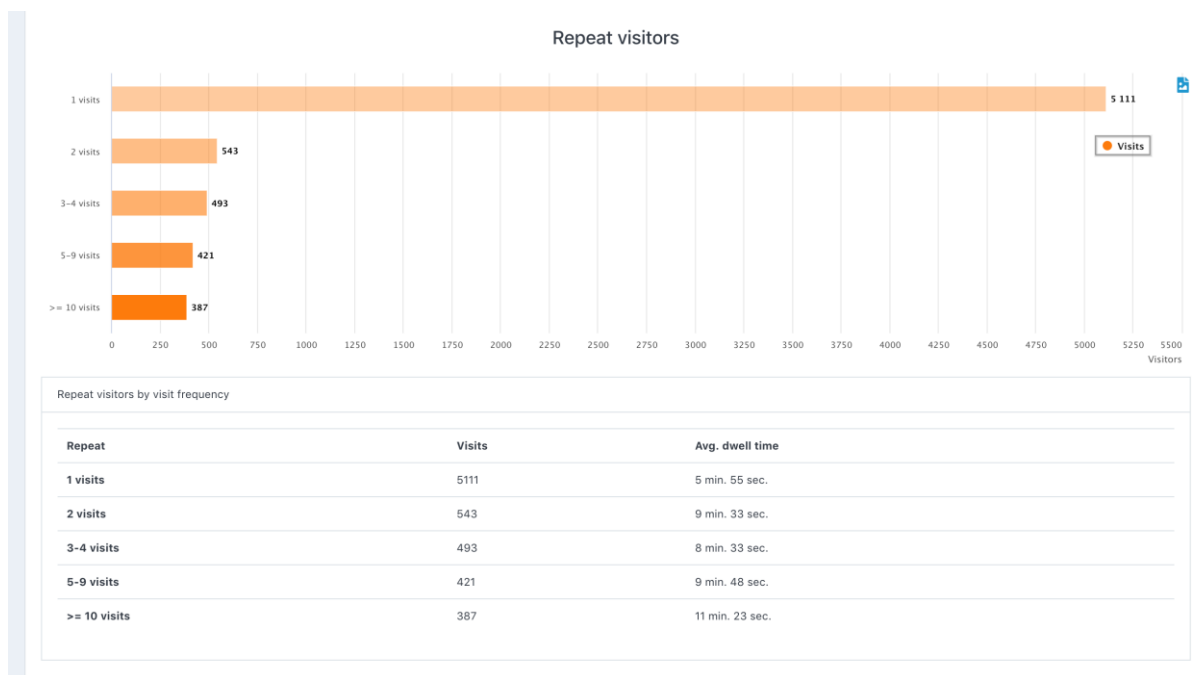 Repeat visitors
1 visits
5 111
Visits
2 visits
543
3-4 visits
493
5-9 visits
421
>= 10 visits
387
0 250 500 750 1000 1250 1500 1750 2000 2250 2500 2750 3000 3250 3500 3750 4000 4250 4500 4750 5000 5250 5500
Visitors
Repeat visitors by visit frequency
Repeat Visits Avg. dwell time
1 visits 5111 5 min. 55 sec.
2 visits 543 9 min. 33 sec.
3-4 visits 493 8 min. 33 sec.
5-9 visits 421 9 min. 48 sec.
>= 10 visits 387 11 min. 23 sec.